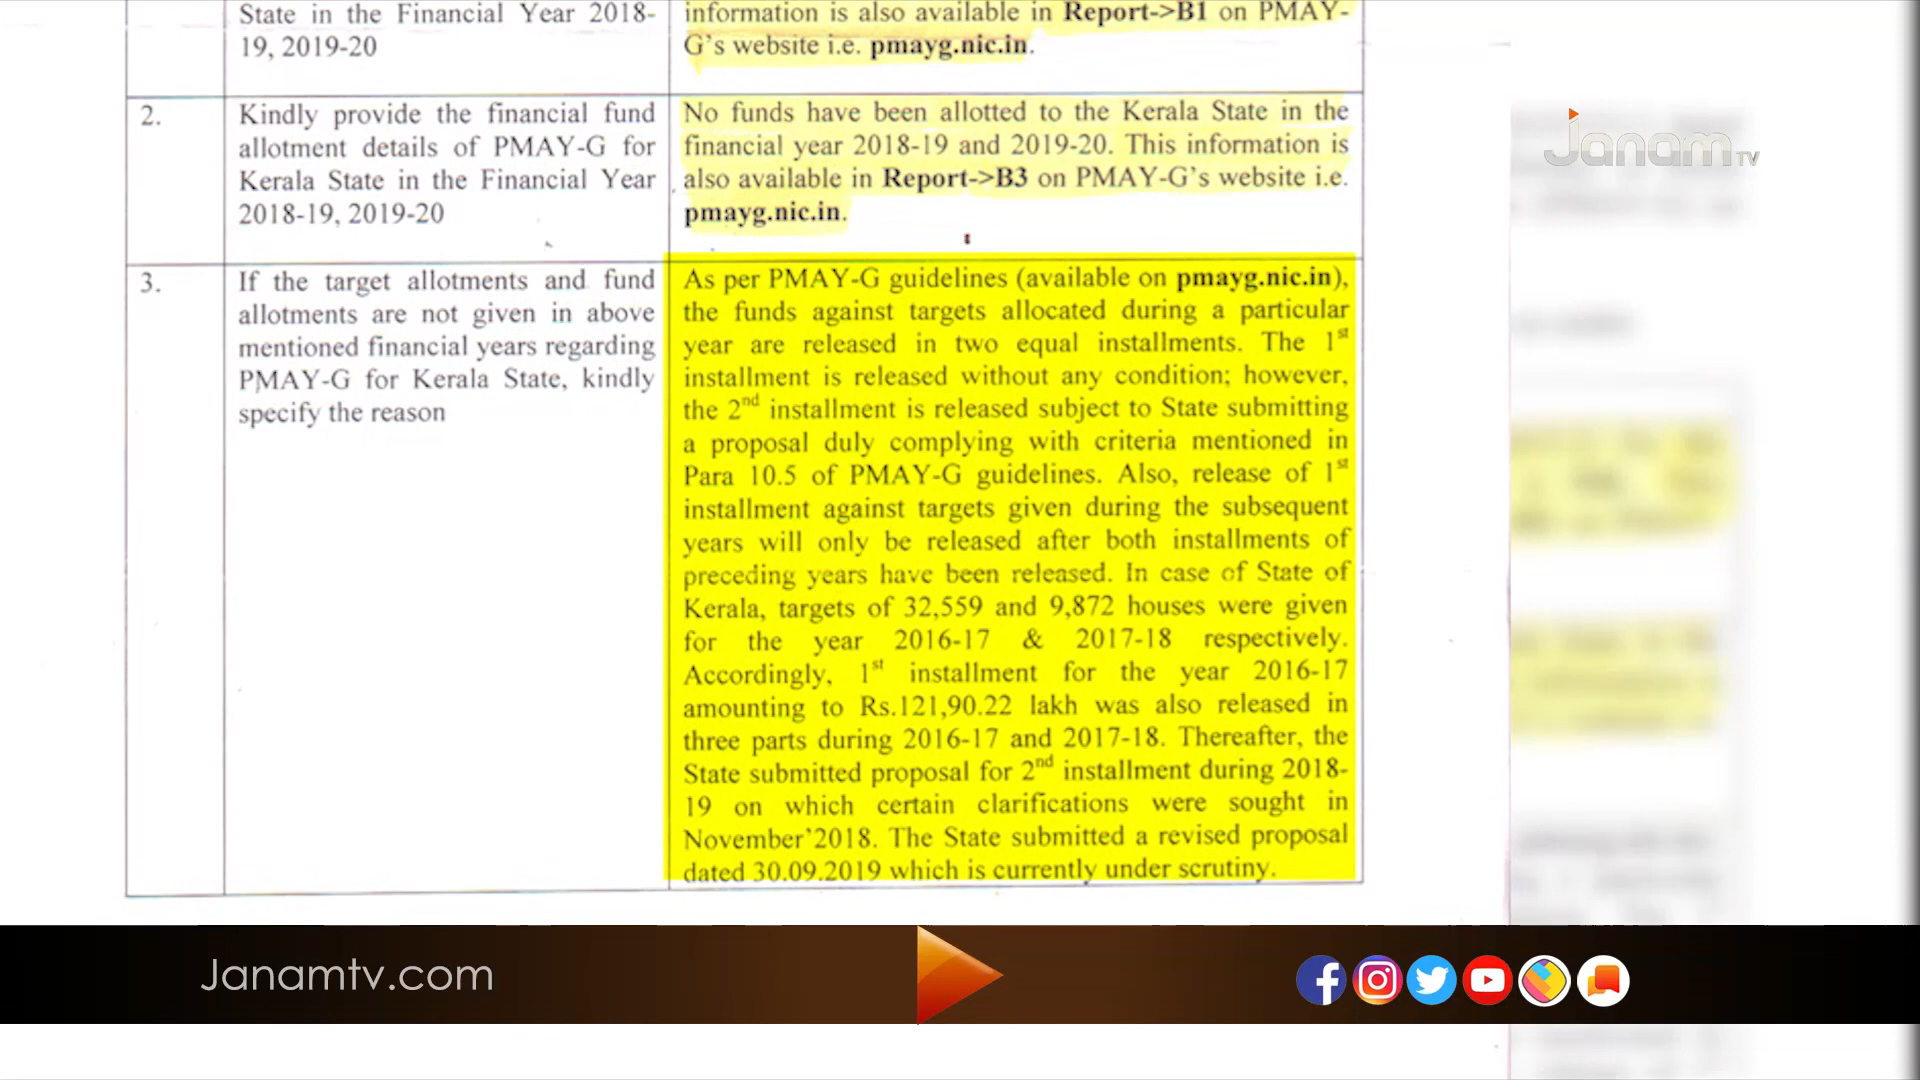 State in the Financial Year 2018-
19, 2019-20
information is also available in Report->B1 on PMAY-
G's website i.e. pmayg.nic.in.
2.
Kindly provide the financial fund
allotment details of PMAY-G for
Kerala State in the Financial Year
2018-19, 2019-20
No funds have been allotted to the Kerala State in the
financial year 2018-19 and 2019-20. This information is
also available in Report->B3 on PMAY-G's website i.e.
pmayg.nic.in.
3.
If the target allotments and fund
allotments are not given in above
mentioned financial years regarding
PMAY-G for Kerala State, kindly
specify the reason
As per PMAY-G guidelines (available on pmayg.nic.in),
the funds against targets allocated during a particular
year are released in two equal installments. The 1st
installment is released without any condition; however,
the 2nd installment is released subject to State submitting
a proposal duly complying with criteria mentioned in
Para 10.5 of PMAY-G guidelines. Also, release of 1st
installment against targets given during the subsequent
years will only be released after both installments of
preceding years have been released. In case of State of
Kerala, targets of 32,559 and 9,872 houses were given
for the year 2016-17 & 2017-18 respectively.
Accordingly, 1st installment for the year 2016-17
amounting to Rs.121,90.22 lakh was also released in
three parts during 2016-17 and 2017-18. Thereafter, the
State submitted proposal for 2nd installment during 2018-
19 on which certain clarifications were sought in
November'2018. The State submitted a revised proposal
dated 30.09.2019 which is currently under scrutiny.
Janam TV
Janamtv.com